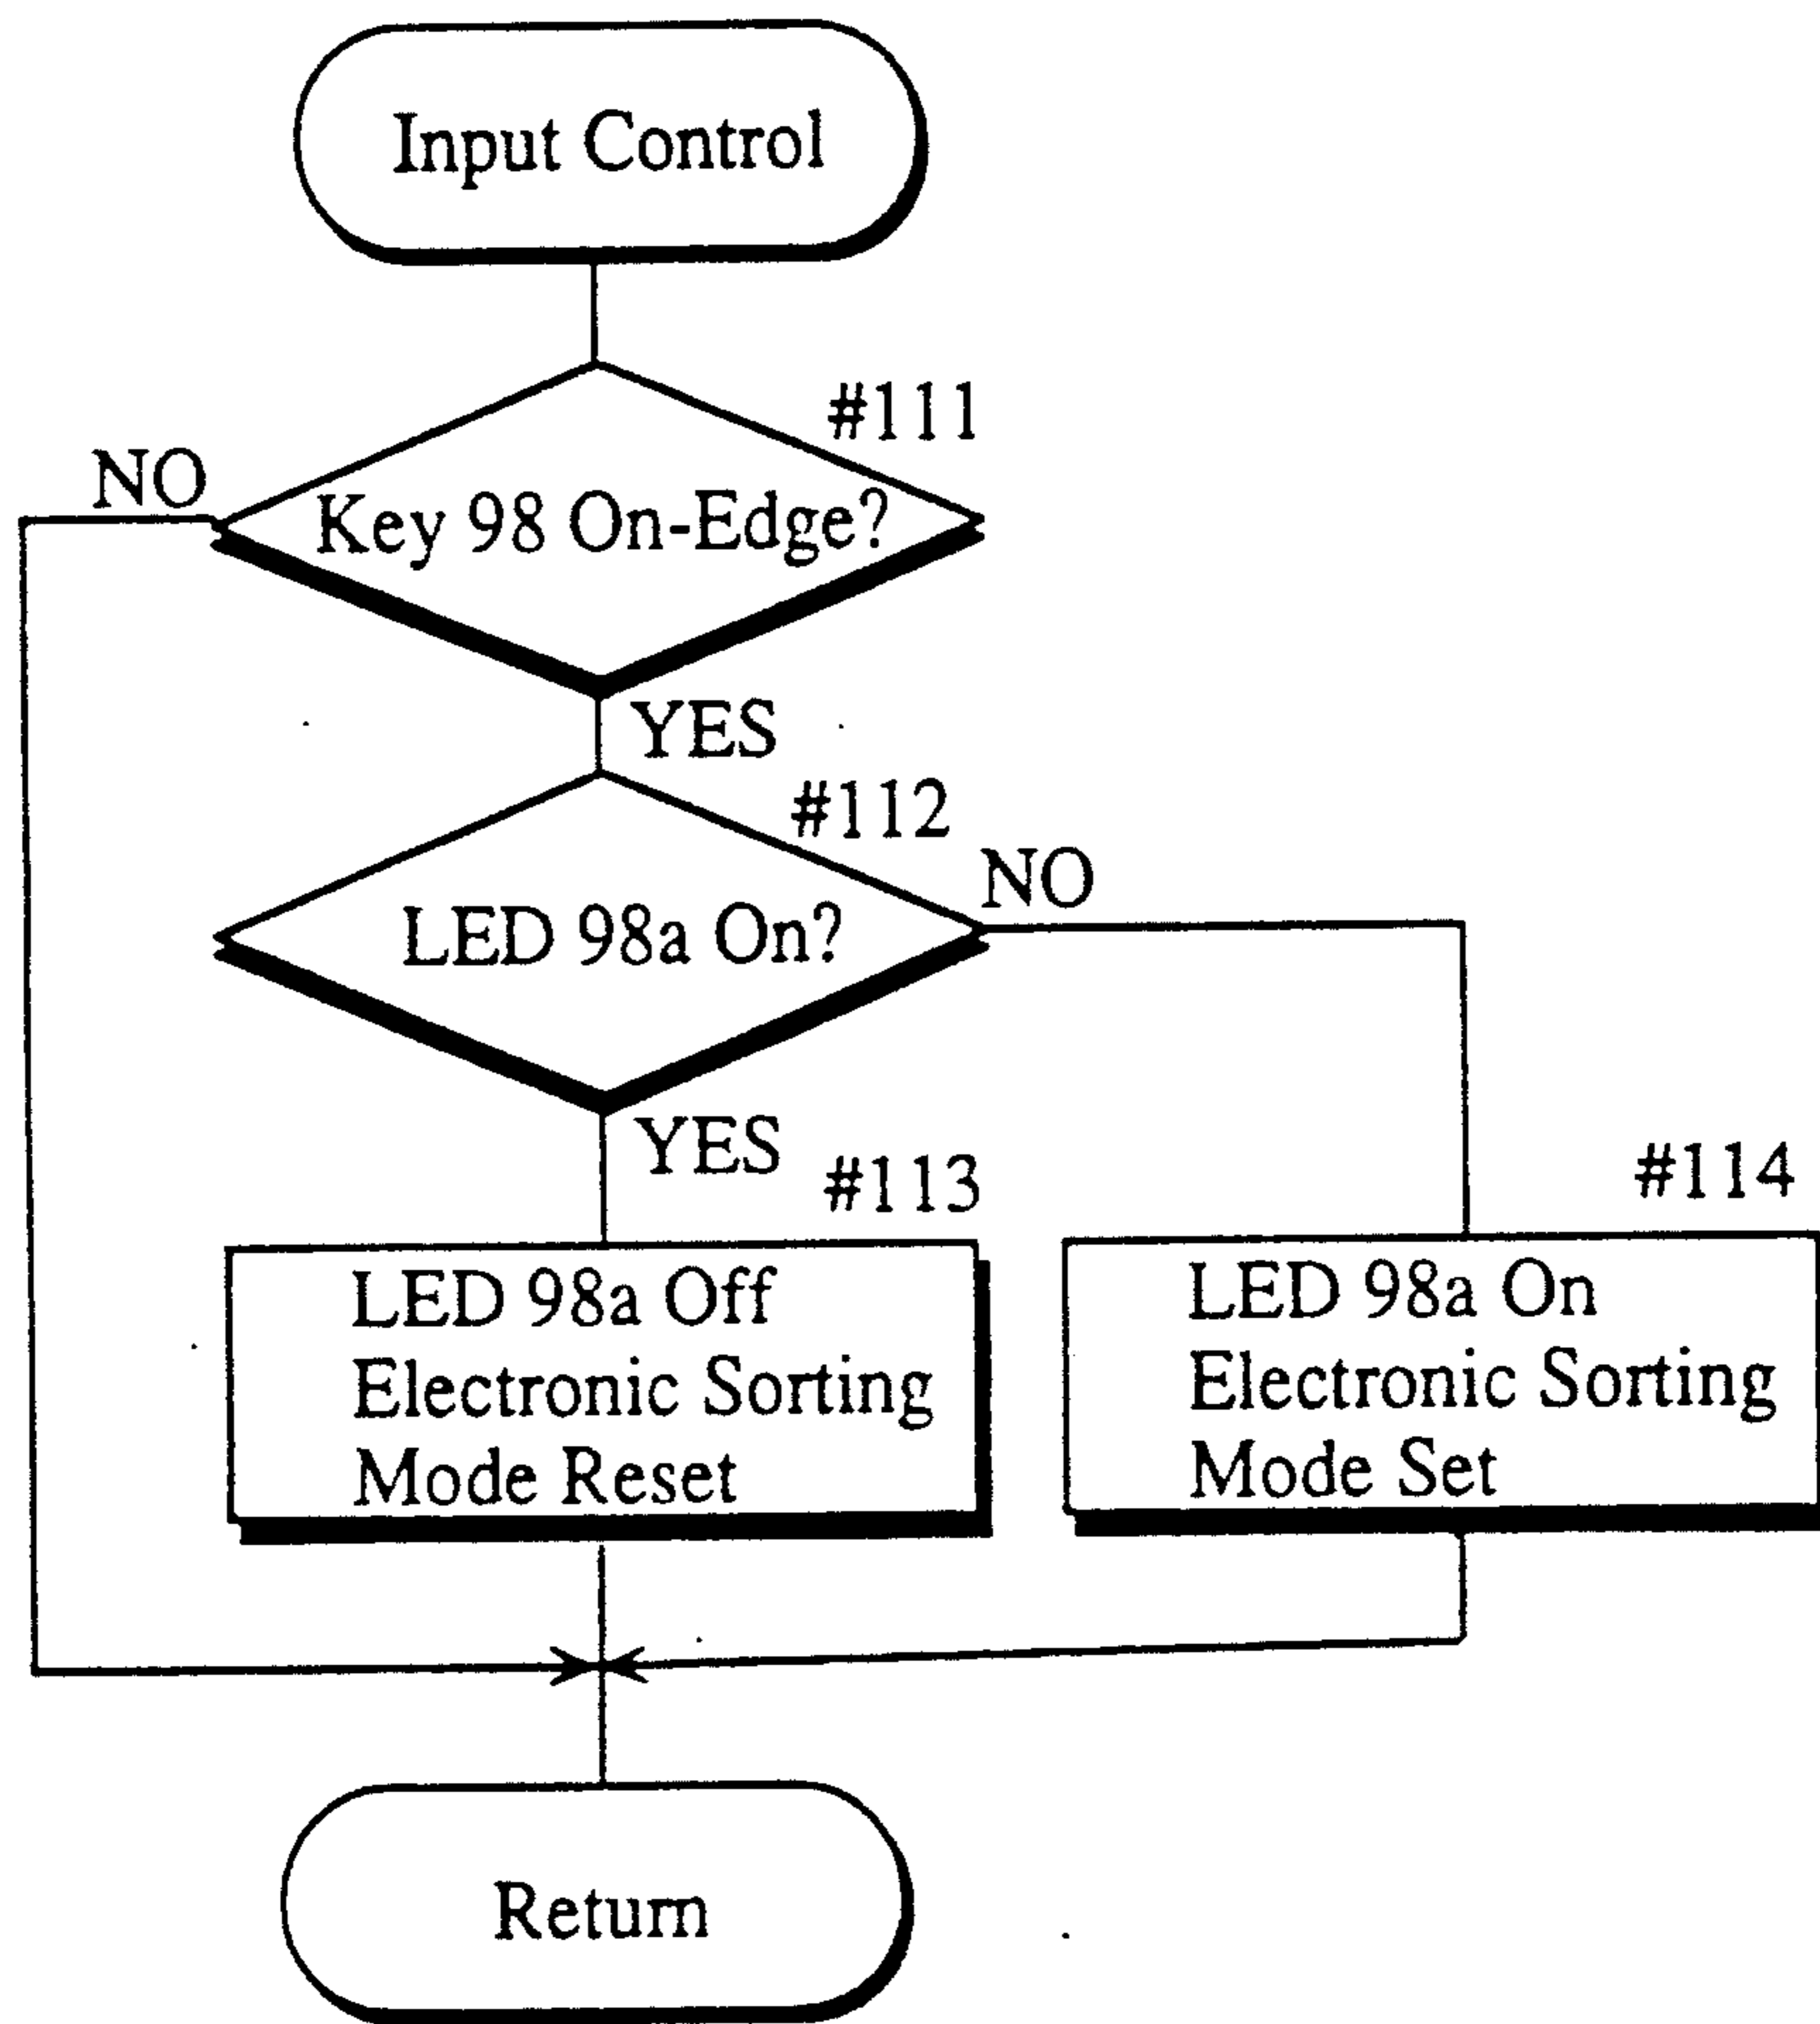 Input Control
#111
NO
Key 98 On-Edge?
YES
#112
NO
LED 98a On?
YES
#113
#114
LED 98a Off
Electronic Sorting
Mode Reset
LED 98a On
Electronic Sorting
Mode Set
Return